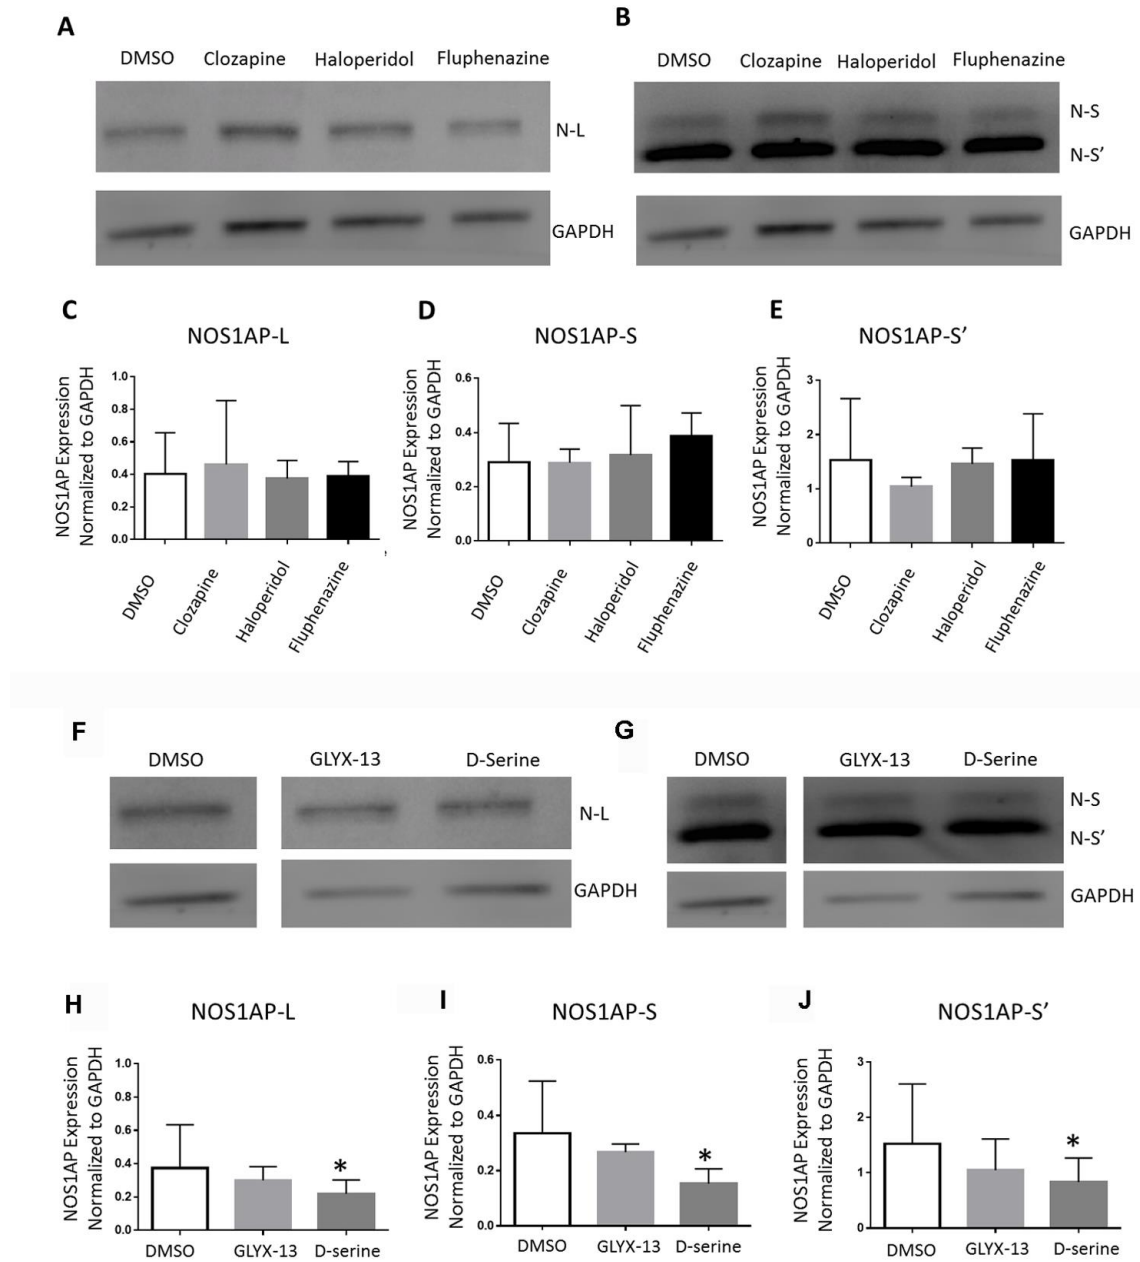 A
B
DMSO Clozapine Haloperidol Fluphenazine
DMSO Clozapine Haloperidol Fluphenazine
N-L
N-S
N-S’
GAPDH
GAPDH
C
D
E
NOS1AP-L
NOS1AP-S
NOS1AP-S’
NOS1AP Expression
Normalized to GAPDH
1.0
0.8
0.6
0.4
0.2
0.0
DMSO
Clozapine
Haloperidol
Fluphenazine
NOS1AP Expression
Normalized to GAPDH
0.6
0.4
0.2
0.0
DMSO
Clozapine
Haloperidol
Fluphenazine
NOS1AP Expression
Normalized to GAPDH
3
2
1
0
DMSO
Clozapine
Haloperidol
Fluphenazine
F
G
DMSO GLYX-13 D-Serine
DMSO GLYX-13 D-Serine
N-L
N-S
N-S’
GAPDH
GAPDH
H
I
J
NOS1AP-L
NOS1AP-S
NOS1AP-S’
NOS1AP Expression
Normalized to GAPDH
1.0
0.8
0.6
0.4
0.2
0.0
*
DMSO GLYX-13 D-serine
NOS1AP Expression
Normalized to GAPDH
0.6
0.4
0.2
0.0
*
DMSO GLYX-13 D-serine
NOS1AP Expression
Normalized to GAPDH
3
2
1
0
*
DMSO GLYX-13 D-serine